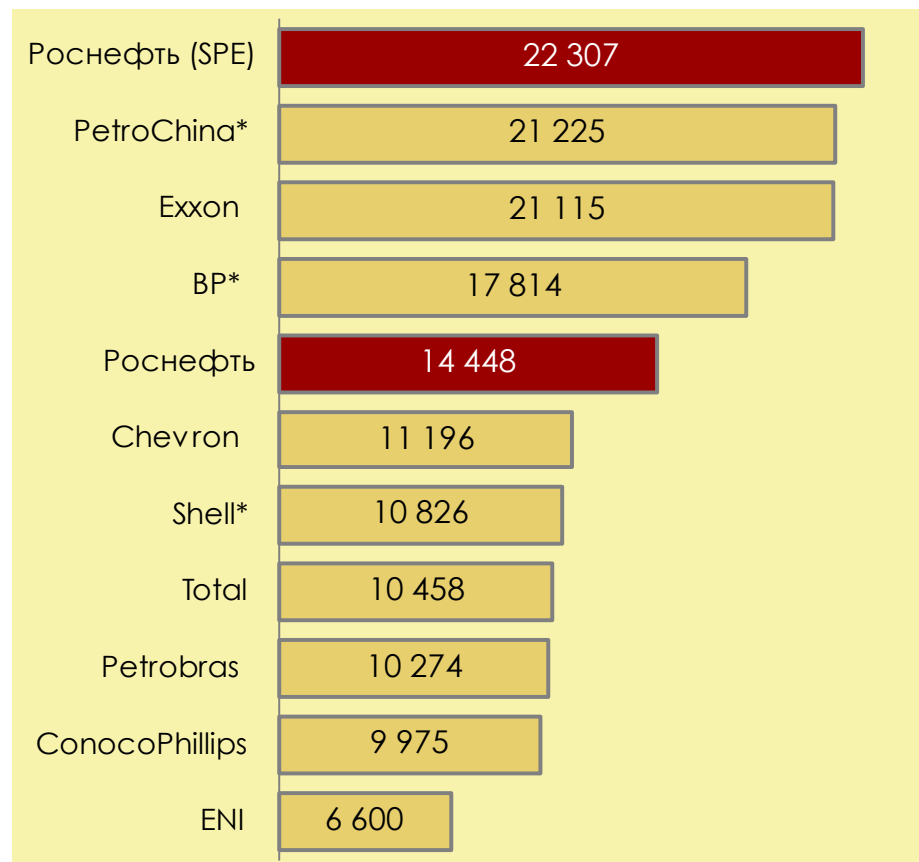 Роснефть (SPE) 22 307
PetroChina* 21 225
Exxon 21 115
BP* 17 814
Роснефть 14 448
Chevron 11 196
Shell* 10 826
Total 10 458
Petrobras 10 274
ConocoPhillips 9 975
ENI 6 600